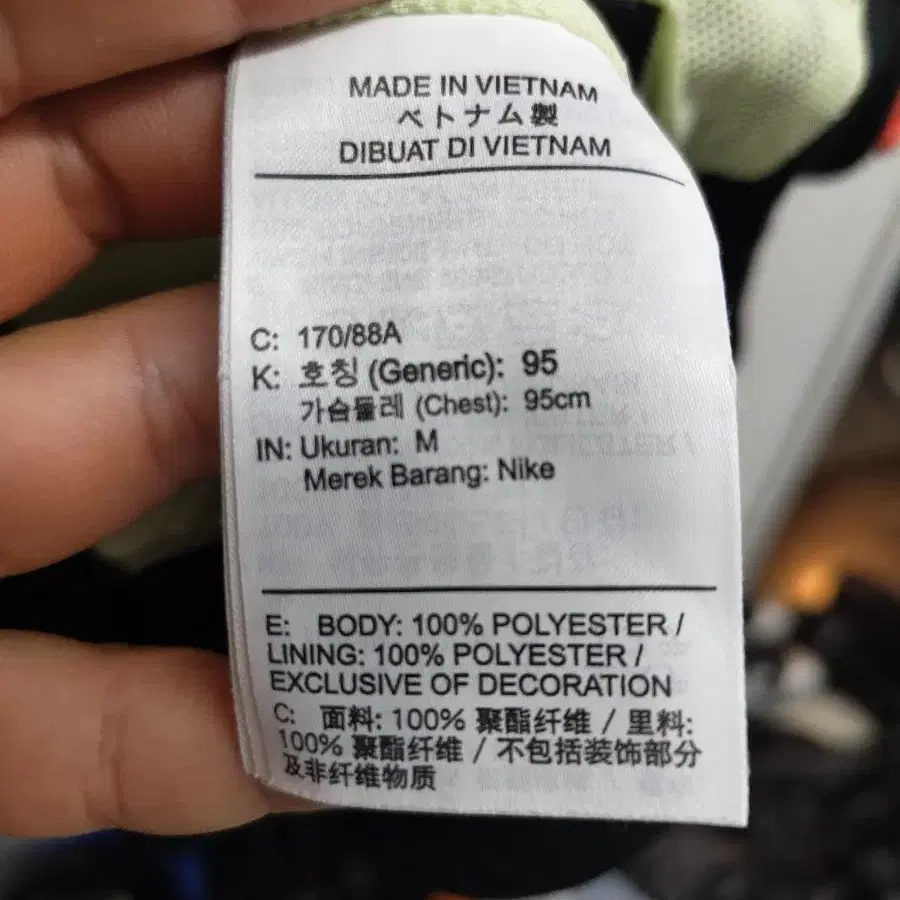 MADE IN VIETNAM
ベトナム製
DIBUAT DI VIETNAM
C: 170/88A
K: 호칭 (Generic): 95
가슴둘레 (Chest): 95cm
IN: Ukuran: M
Merek Barang: Nike
E: BODY: 100% POLYESTER /
LINING: 100% POLYESTER /
EXCLUSIVE OF DECORATION
C: 面料: 100% 聚酯纤维 / 里料:
100% 聚酯纤维 / 不包括装饰部分
及非纤维物质